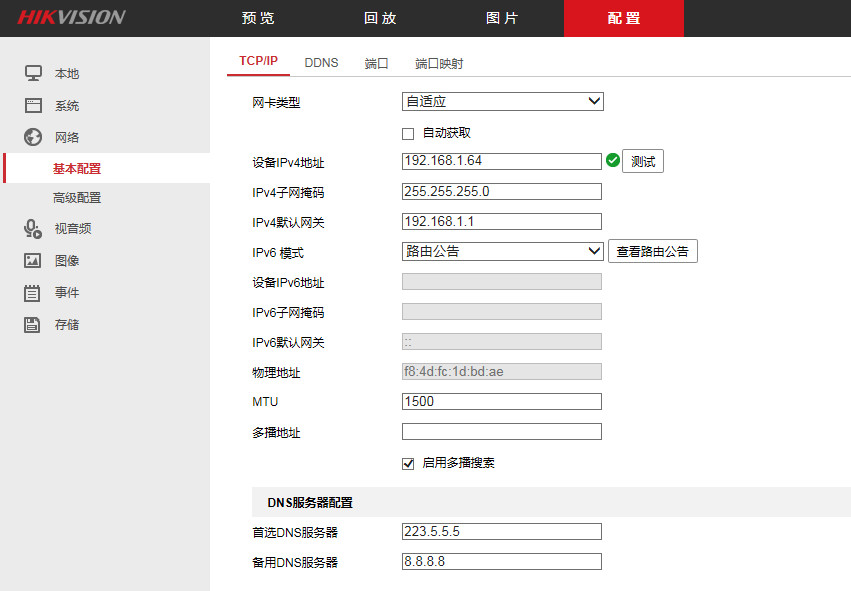 HIKVISION
预览 回放 图片 配置
本地
系统
网络
基本配置
高级配置
视音频
图像
事件
存储
TCP/IP DDNS 端口 端口映射
网卡类型 自适应
自动获取
设备IPv4地址 192.168.1.64 测试
IPv4子网掩码 255.255.255.0
IPv4默认网关 192.168.1.1
IPv6 模式 路由公告 查看路由公告
设备IPv6地址
IPv6子网掩码
IPv6默认网关 ::
物理地址 f8:4d:fc:1d:bd:ae
MTU 1500
多播地址
启用多播搜索
DNS服务器配置
首选DNS服务器 223.5.5.5
备用DNS服务器 8.8.8.8